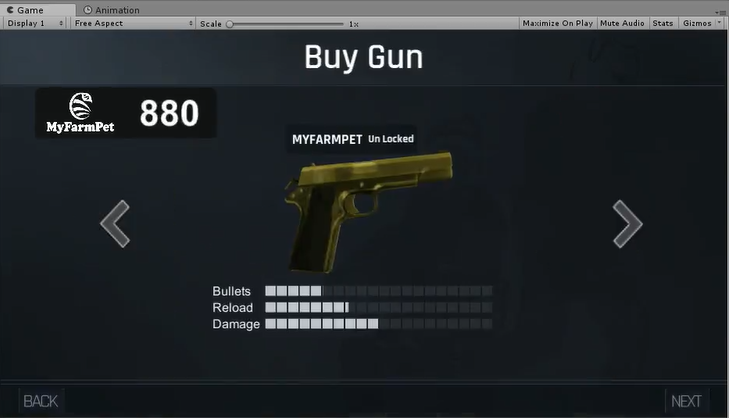 Game Animation
Display 1 Free Aspect Scale 1x Maximize On Play Mute Audio Stats Gizmos
Buy Gun
MyFarmPet 880
MYFARMPET Un Locked
Bullets
Reload
Damage
BACK NEXT